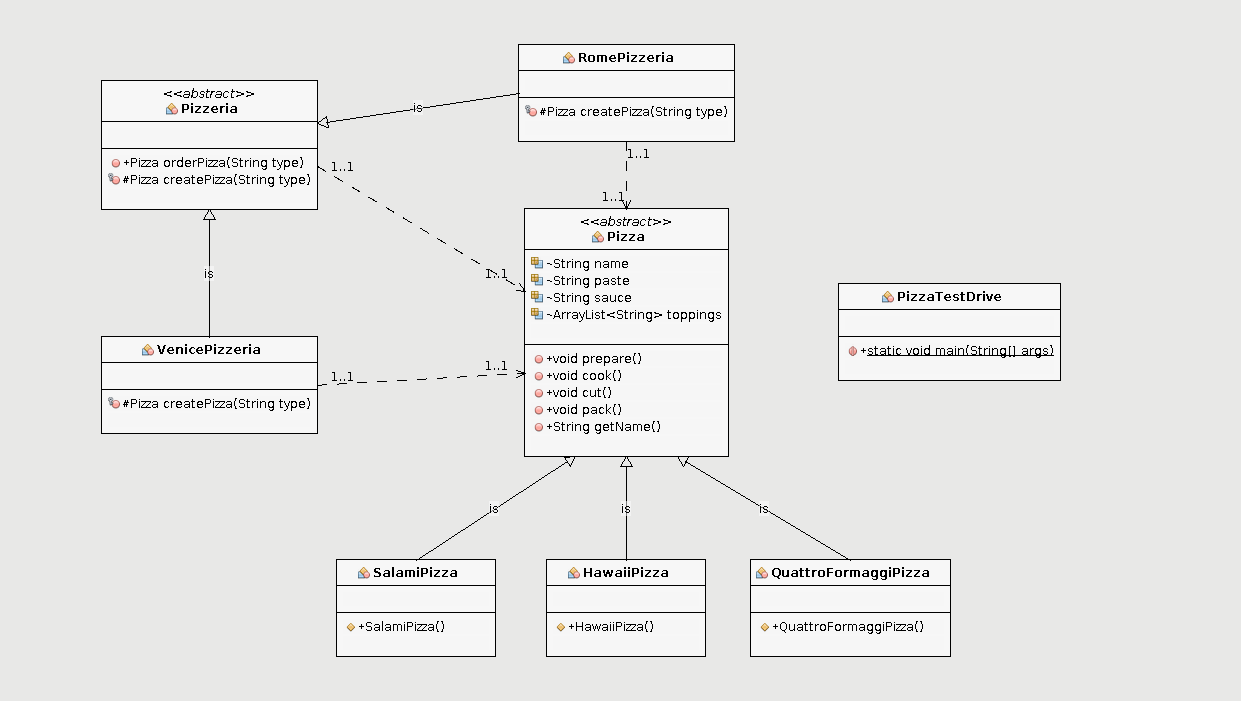 RomePizzeria
#Pizza createPizza(String type)
<<abstract>>
Pizzeria
+Pizza orderPizza(String type)
#Pizza createPizza(String type)
is
1..1
1..1
1..1
1..1
is
<<abstract>>
Pizza
~String name
~String paste
~String sauce
~ArrayList<String> toppings
+void prepare()
+void cook()
+void cut()
+void pack()
+String getName()
PizzaTestDrive
+static void main(String[] args)
VenicePizzeria
#Pizza createPizza(String type)
1..1
1..1
is
is
is
SalamiPizza
+SalamiPizza()
HawaiiPizza
+HawaiiPizza()
QuattroFormaggiPizza
+QuattroFormaggiPizza()